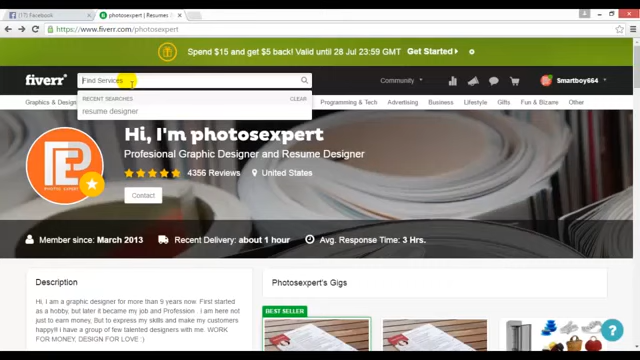 (17) Facebook
photosexpert | Resumes
https://www.fiverr.com/photosexpert
Spend $15 and get $5 back! Valid until 28 Jul 23:59 GMT Get Started
fiverr
Find Services
Community
Smartboy664
RECENT SEARCHES
CLEAR
resume designer
Graphics & Design
Programming & Tech
Advertising
Business
Lifestyle
Gifts
Fun & Bizarre
Other
Hi, I'm photosexpert
Profesional Graphic Designer and Resume Designer
4356 Reviews
United States
PHOTO EXPERT
Contact
Member since: March 2013
Recent Delivery: about 1 hour
Avg. Response Time: 3 Hrs.
Description
Photosexpert's Gigs
Hi, I am a graphic designer for more than 9 years now. First started
as a hobby, but later it became my job and Profession . I am here not
just to earn money, But to express my skills and make my customers
happy!! I have a group of few talented designers with me. WORK
FOR MONEY, DESIGN FOR LOVE :)
BEST SELLER
?